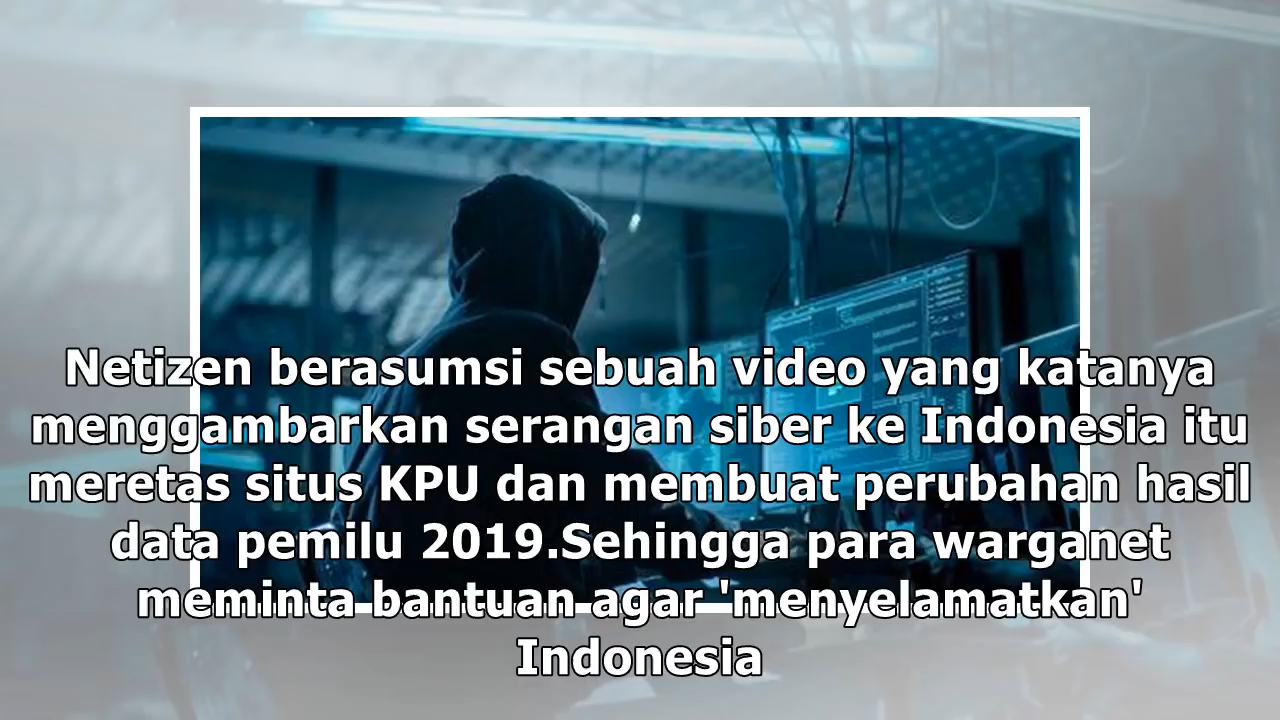 Netizen berasumsi sebuah video yang katanya
menggambarkan serangan siber ke Indonesia itu
meretas situs KPU dan membuat perubahan hasil
data pemilu 2019.Sehingga para warganet
meminta bantuan agar 'menyelamatkan'
Indonesia